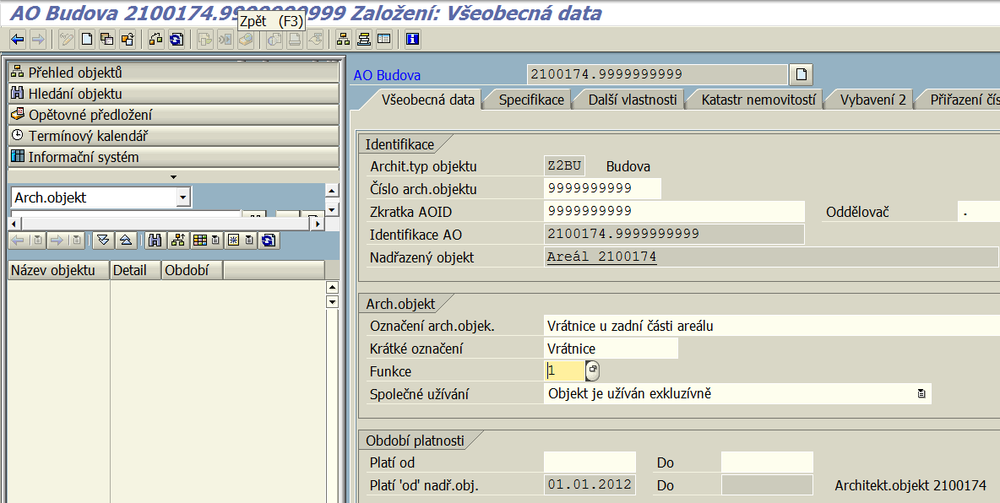 AO Budova 2100174.9999999999 Založení: Všeobecná data
Zpět (F3)
Přehled objektů
Hledání objektu
Opětovné předložení
Termínový kalendář
Informační systém
Arch.objekt
Název objektu Detail Období
AO Budova 2100174.9999999999
Všeobecná data Specifikace Další vlastnosti Katastr nemovitostí Vybavení 2 Přiřazení čís
Identifikace
Archit.typ objektu Z2BU Budova
Číslo arch.objektu 9999999999
Zkratka AOID 9999999999 Oddělovač .
Identifikace AO 2100174.9999999999
Nadřazený objekt Areál 2100174
Arch.objekt
Označení arch.objek. Vrátnice u zadní části areálu
Krátké označení Vrátnice
Funkce 1
Společné užívání Objekt je užíván exkluzívně
Období platnosti
Platí od Do
Platí 'od' nadř.obj. 01.01.2012 Do Architekt.objekt 2100174